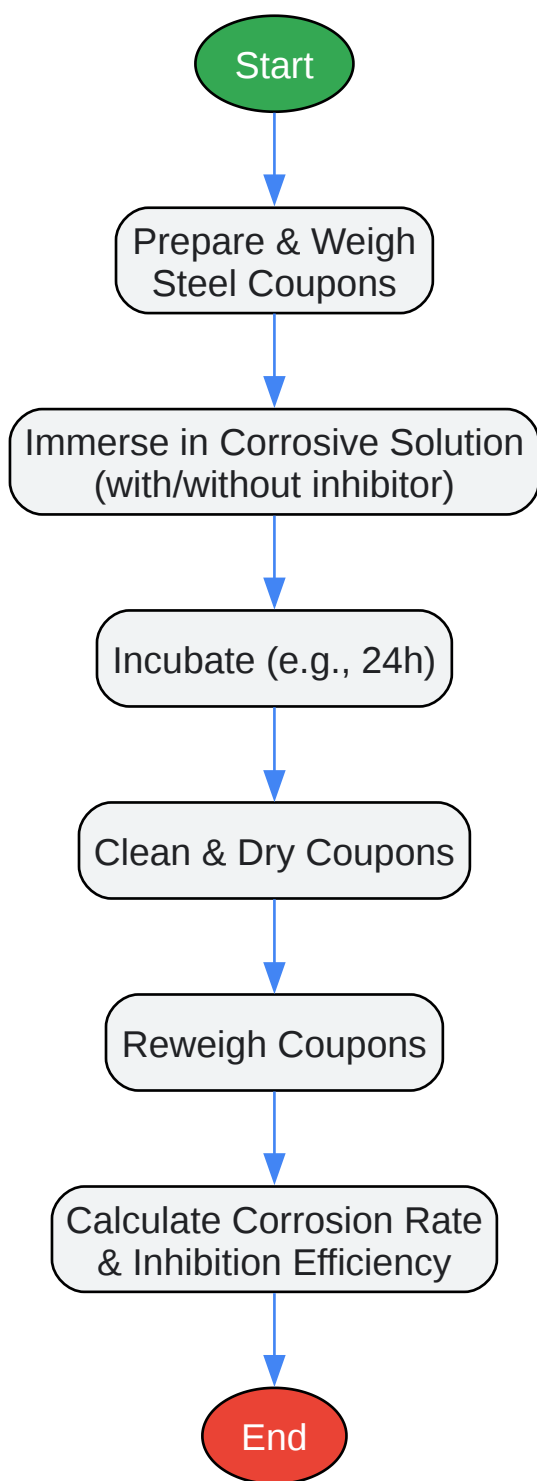 Start
Prepare & Weigh
Steel Coupons
Immerse in Corrosive Solution
(with/without inhibitor)
Incubate (e.g., 24h)
Clean & Dry Coupons
Reweigh Coupons
Calculate Corrosion Rate
& Inhibition Efficiency
End